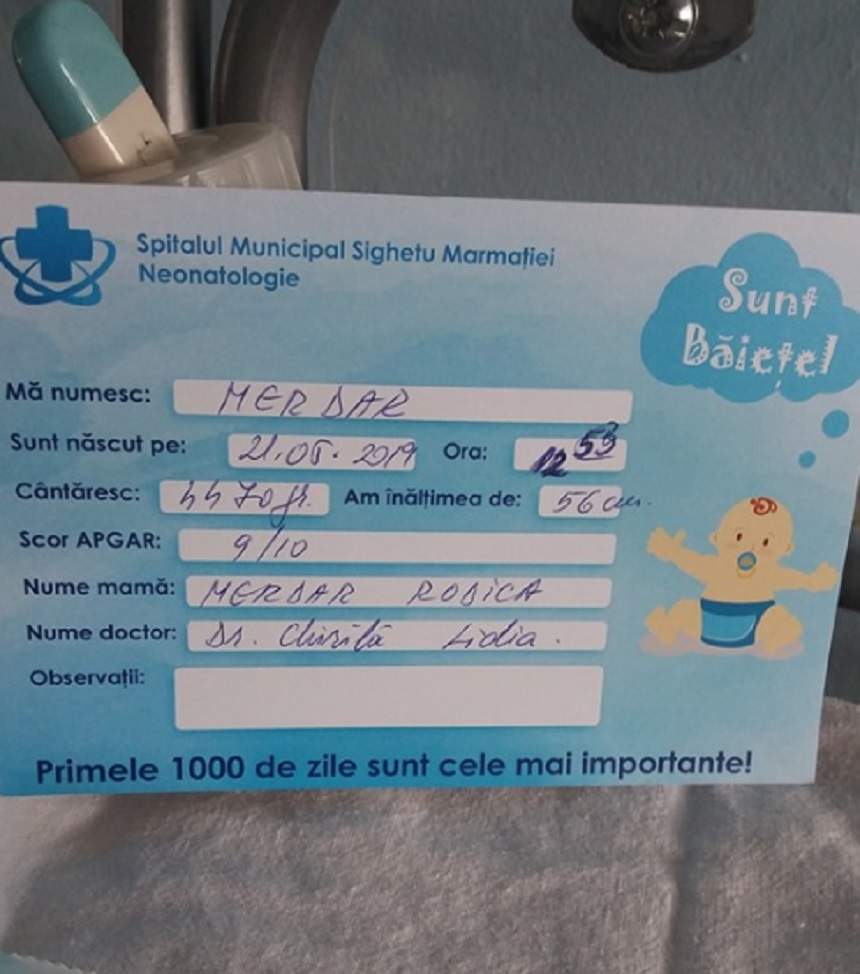 Spitalul Municipal Sighetu Marmației
Neonatologie
Sunt
Băiețel
Mă numesc: MERDAR
Sunt născut pe: 21.05.2019 Ora: 12 59
Cântăresc: 4470 gr. Am înălțimea de: 56 cm.
Scor APGAR: 9/10
Nume mamă: MERDAR RODICA
Nume doctor: Dr. Chirilă Lidia.
Observații:
Primele 1000 de zile sunt cele mai importante!